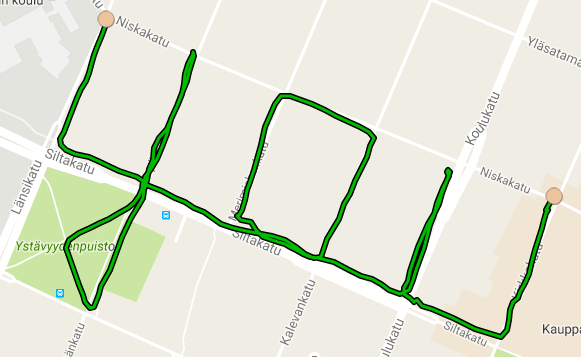 koulu
Niskakatu
Yläsatama
Koulukatu
Siltakatu
Länsikatu
Niskakatu
Ystävyydenpuisto
Siltakatu
Kalevankatu
Kauppa
Siltakatu